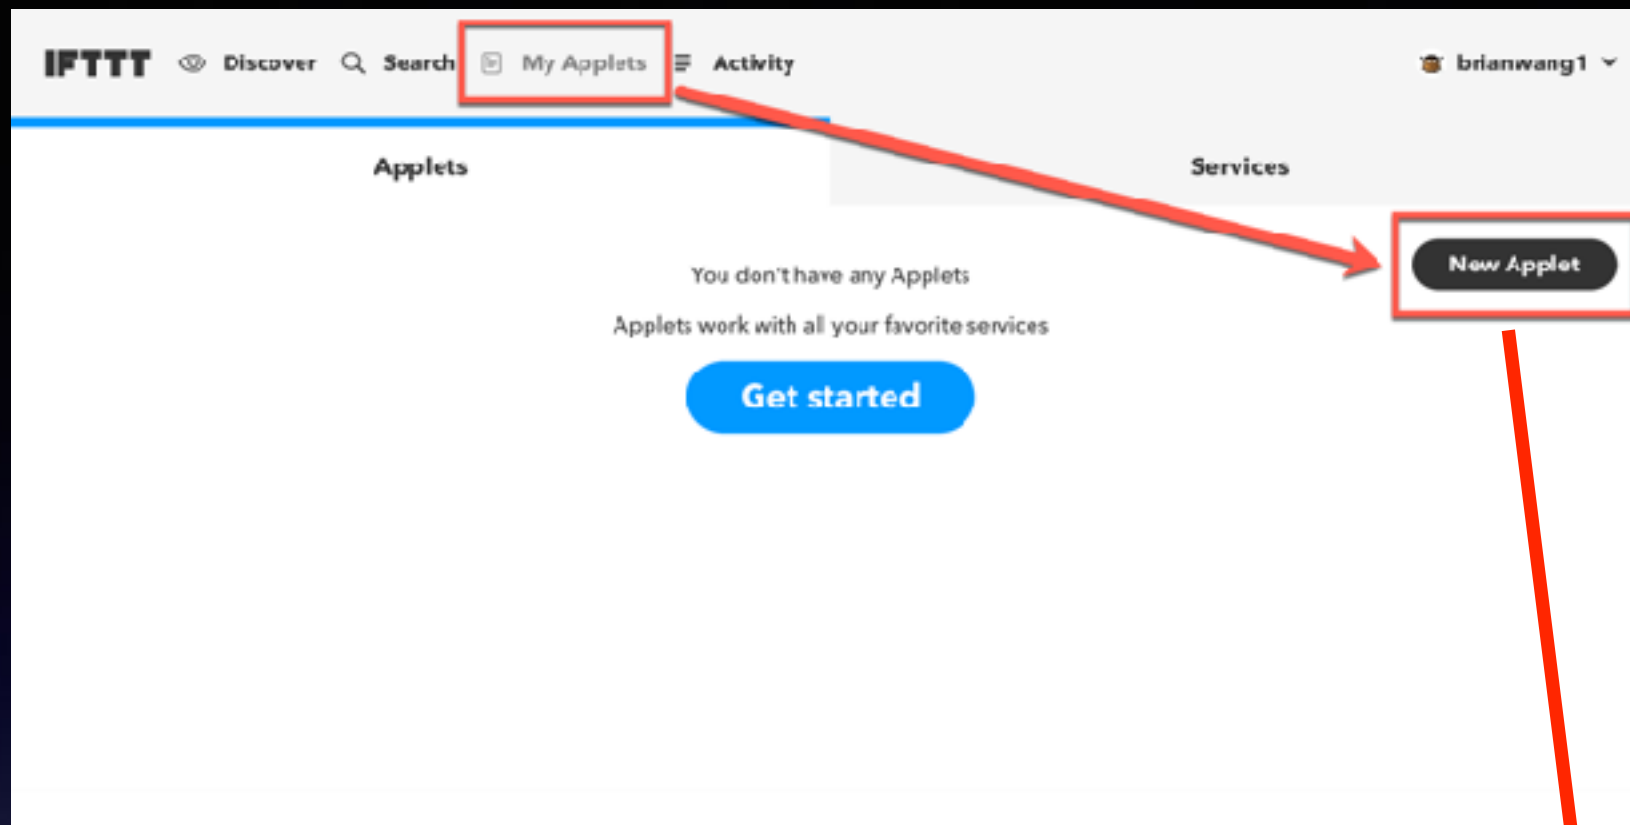 IFTTT Discover Search My Applets Activity brianwang1
Applets Services
You don't have any Applets
New Applet
Applets work with all your favorite services
Get started